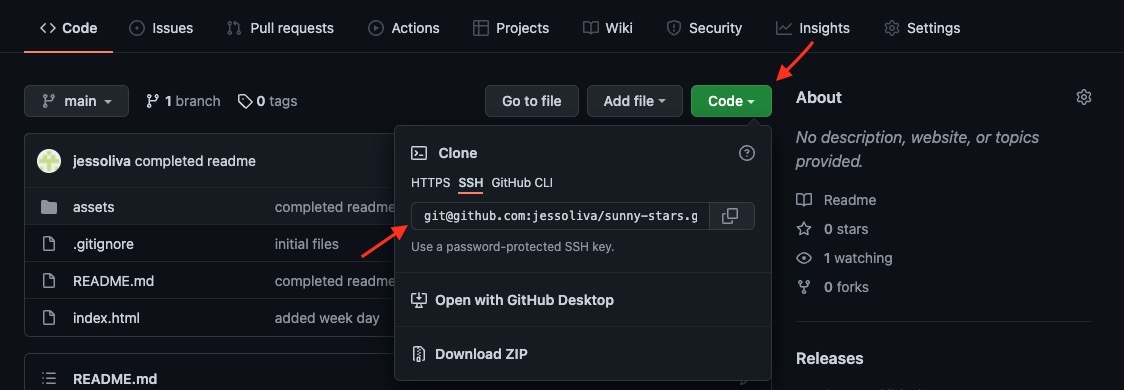 Code Issues Pull requests Actions Projects Wiki Security Insights Settings
main 1 branch 0 tags Go to file Add file Code
About
No description, website, or topics
provided.
jessoliva completed readme
Clone
HTTPS SSH GitHub CLI
assets completed readme
git@github.com:jessoliva/sunny-stars.g
Readme
.gitignore initial files
Use a password-protected SSH key.
0 stars
README.md completed readme
1 watching
index.html added week day
Open with GitHub Desktop
0 forks
Download ZIP
Releases
README.md